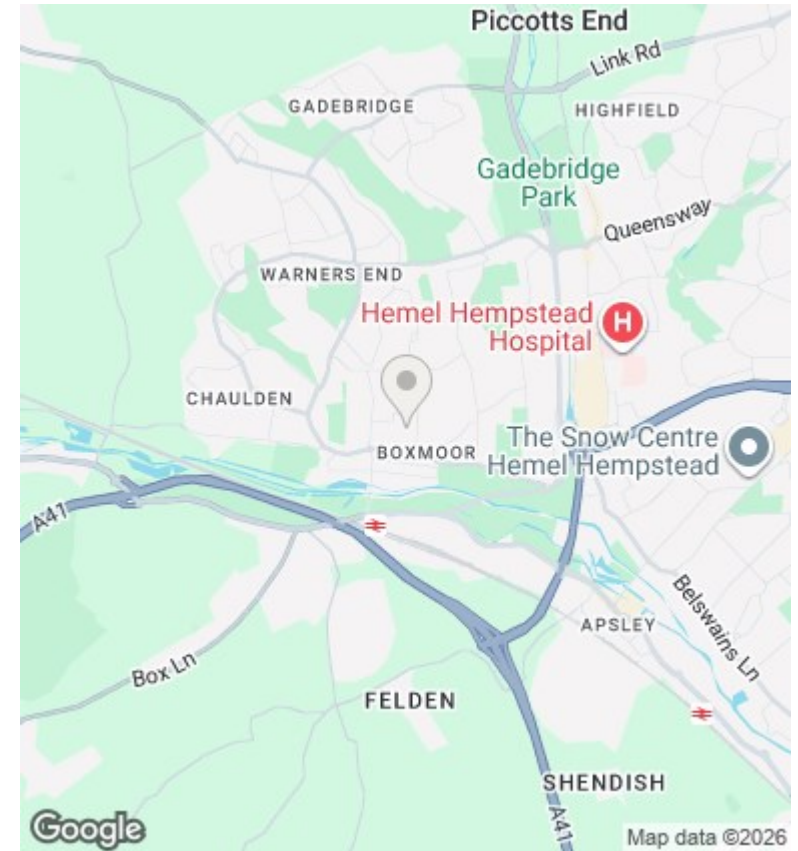 Piccotts End
Link Rd
GADEBRIDGE
HIGHFIELD
Gadebridge
Park
Queensway
WARNERS END
Hemel Hempstead
Hospital
H
CHAULDEN
BOXMOOR
The Snow Centre
Hemel Hempstead
A41
Belswains Ln
APSLEY
Box Ln
FELDEN
SHENDISH
A41
Google
Map data ©2026